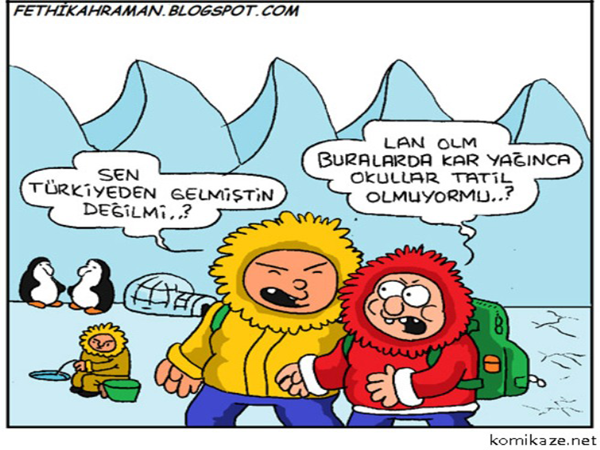 FETHİKAHRAMAN.BLOGSPOT.COM
LAN OLM
BURALARDA KAR YAĞINCA
OKULLAR TATİL
OLMUYORMU..?
SEN
TÜRKİYEDEN GELMİŞTİN
DEĞİLMİ..?
komikaze.net